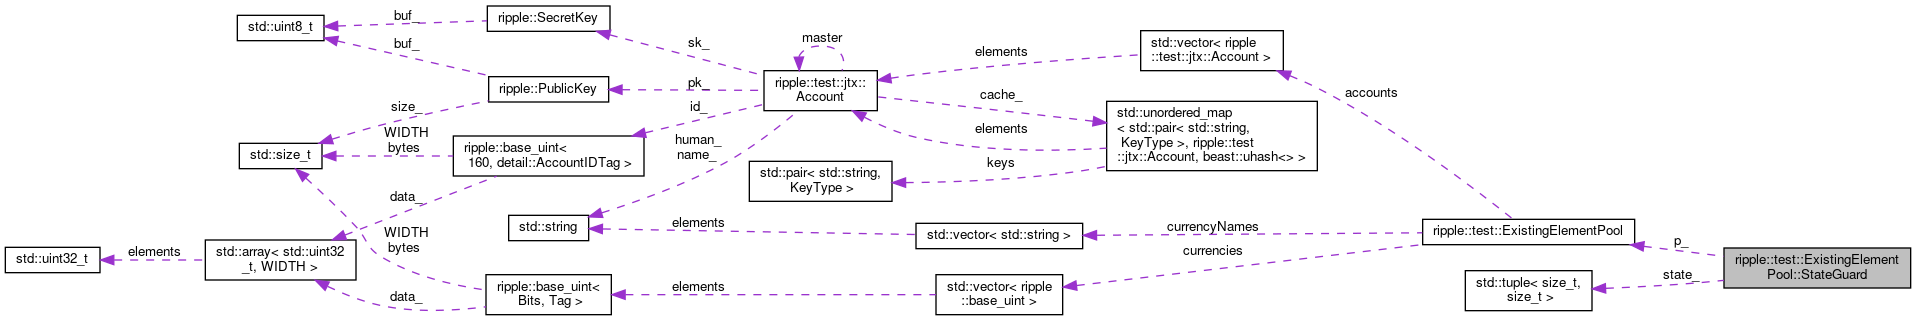 std::uint8_t
buf_
ripple::SecretKey
buf_
ripple::PublicKey
sk_
master
ripple::test::jtx::
Account
pk_
id_
size_
WIDTH
bytes
std::size_t
ripple::base_uint<
160, detail::AccountIDTag >
human_
name_
elements
std::vector< ripple
::test::jtx::Account >
cache_
elements
std::unordered_map
< std::pair< std::string,
KeyType >, ripple::test
::jtx::Account, beast::uhash<> >
keys
std::pair< std::string,
KeyType >
accounts
data_
WIDTH
bytes
std::string
elements
std::vector< std::string >
currencyNames
ripple::test::ExistingElementPool
currencies
p_
ripple::test::ExistingElement
Pool::StateGuard
state_
std::tuple< size_t,
size_t >
std::uint32_t
elements
std::array< std::uint32
_t, WIDTH >
data_
ripple::base_uint<
Bits, Tag >
elements
std::vector< ripple
::base_uint >